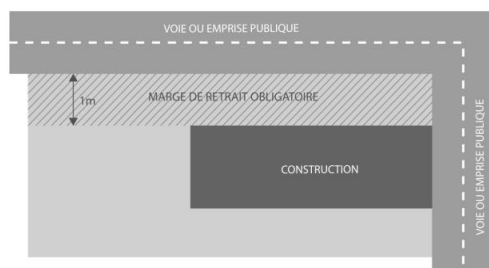 VOIE OU EMPRISE PUBLIQUE
1m
MARGE DE RETRAIT OBLIGATOIRE
CONSTRUCTION
VOIE OU EMPRISE PUBLIQUE